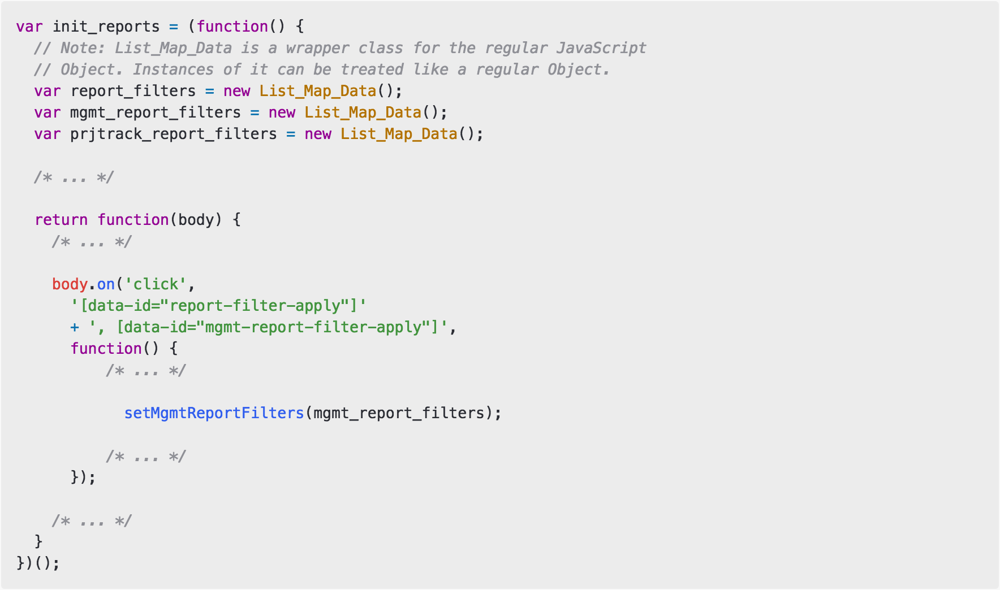 var init_reports = (function() {
  // Note: List_Map_Data is a wrapper class for the regular JavaScript
  // Object. Instances of it can be treated like a regular Object.
  var report_filters = new List_Map_Data();
  var mgmt_report_filters = new List_Map_Data();
  var prjtrack_report_filters = new List_Map_Data();

  /* ... */

  return function(body) {
    /* ... */

    body.on('click',
      '[data-id="report-filter-apply"]'
      + ', [data-id="mgmt-report-filter-apply"]',
      function() {
          /* ... */

            setMgmtReportFilters(mgmt_report_filters);

          /* ... */
      });

    /* ... */
  }
})();